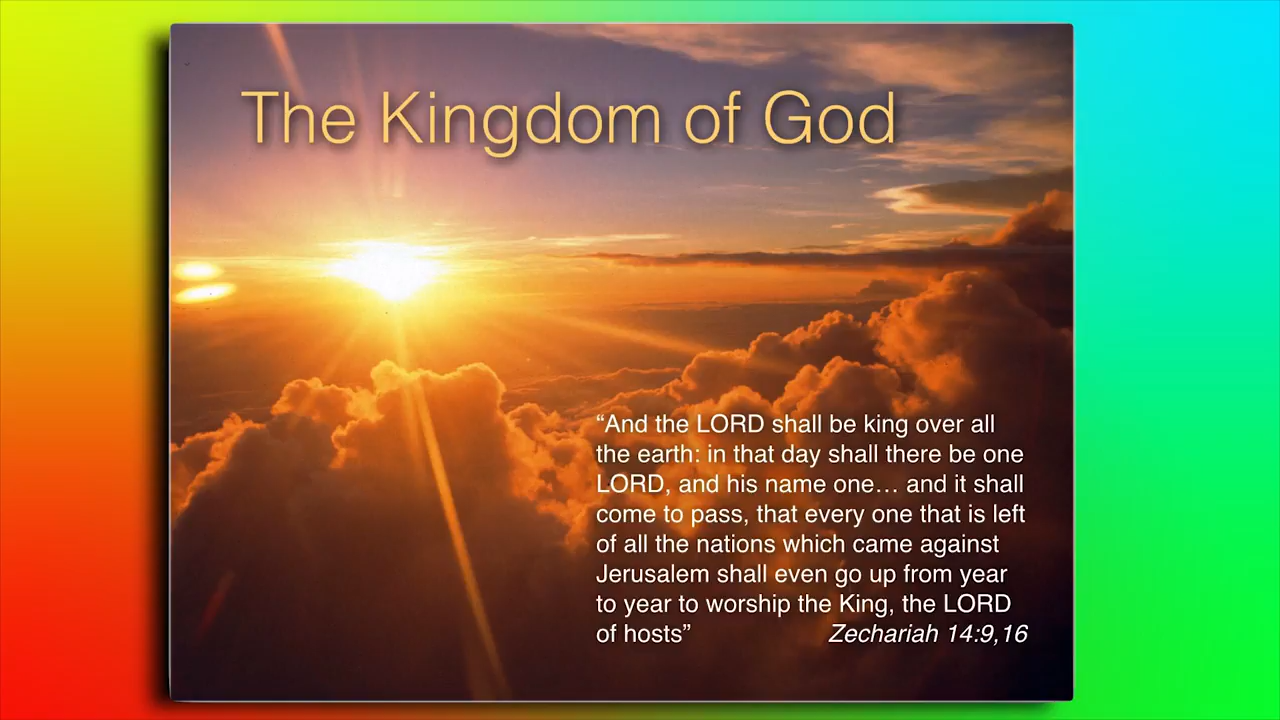 The Kingdom of God
“And the LORD shall be king over all
the earth: in that day shall there be one
LORD, and his name one… and it shall
come to pass, that every one that is left
of all the nations which came against
Jerusalem shall even go up from year
to year to worship the King, the LORD
of hosts” Zechariah 14:9,16